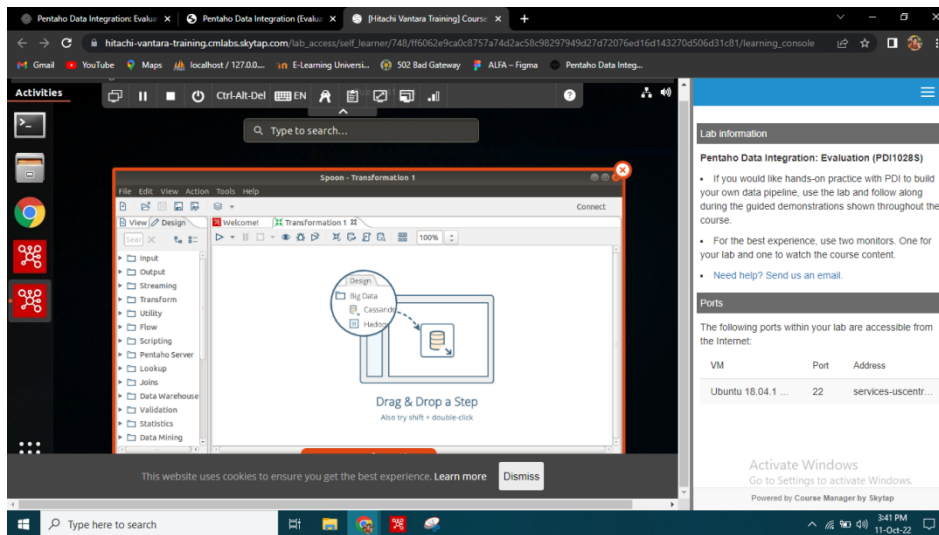 Pentaho Data Integration: Evalua
Pentaho Data Integration (Evalua
[Hitachi Vantara Training] Course
hitachi-vantara-training.cmlabs.skytap.com/lab_access/self_learner/748/ff6062e9ca0c8757a74d2ac58c98297949d27d72076ed16d143270d506d31c81/learning_console
Gmail
YouTube
Maps
localhost / 127.0.0....
E-Learning Universi...
502 Bad Gateway
ALFA – Figma
Pentaho Data Integ...
Activities
Ctrl-Alt-Del
EN
Type to search...
Spoon - Transformation 1
File Edit View Action Tools Help
Connect
View
Design
Welcome!
Transformation 1
Sear
100%
Input
Output
Streaming
Transform
Utility
Flow
Scripting
Pentaho Server
Lookup
Joins
Data Warehouse
Validation
Statistics
Data Mining
Design
Big Data
Cassand
Hadoo
Drag & Drop a Step
Also try shift + double-click
This website uses cookies to ensure you get the best experience. Learn more
Dismiss
Lab information
Pentaho Data Integration: Evaluation (PDI1028S)
• If you would like hands-on practice with PDI to build
your own data pipeline, use the lab and follow along
during the guided demonstrations shown throughout the
course.
• For the best experience, use two monitors. One for
your lab and one to watch the course content.
• Need help? Send us an email.
Ports
The following ports within your lab are accessible from
the Internet:
VM Port Address
Ubuntu 18.04.1 ... 22 services-uscentr...
Activate Windows
Go to Settings to activate Windows.
Powered by Course Manager by Skytap
Type here to search
3:41 PM
11-Oct-22